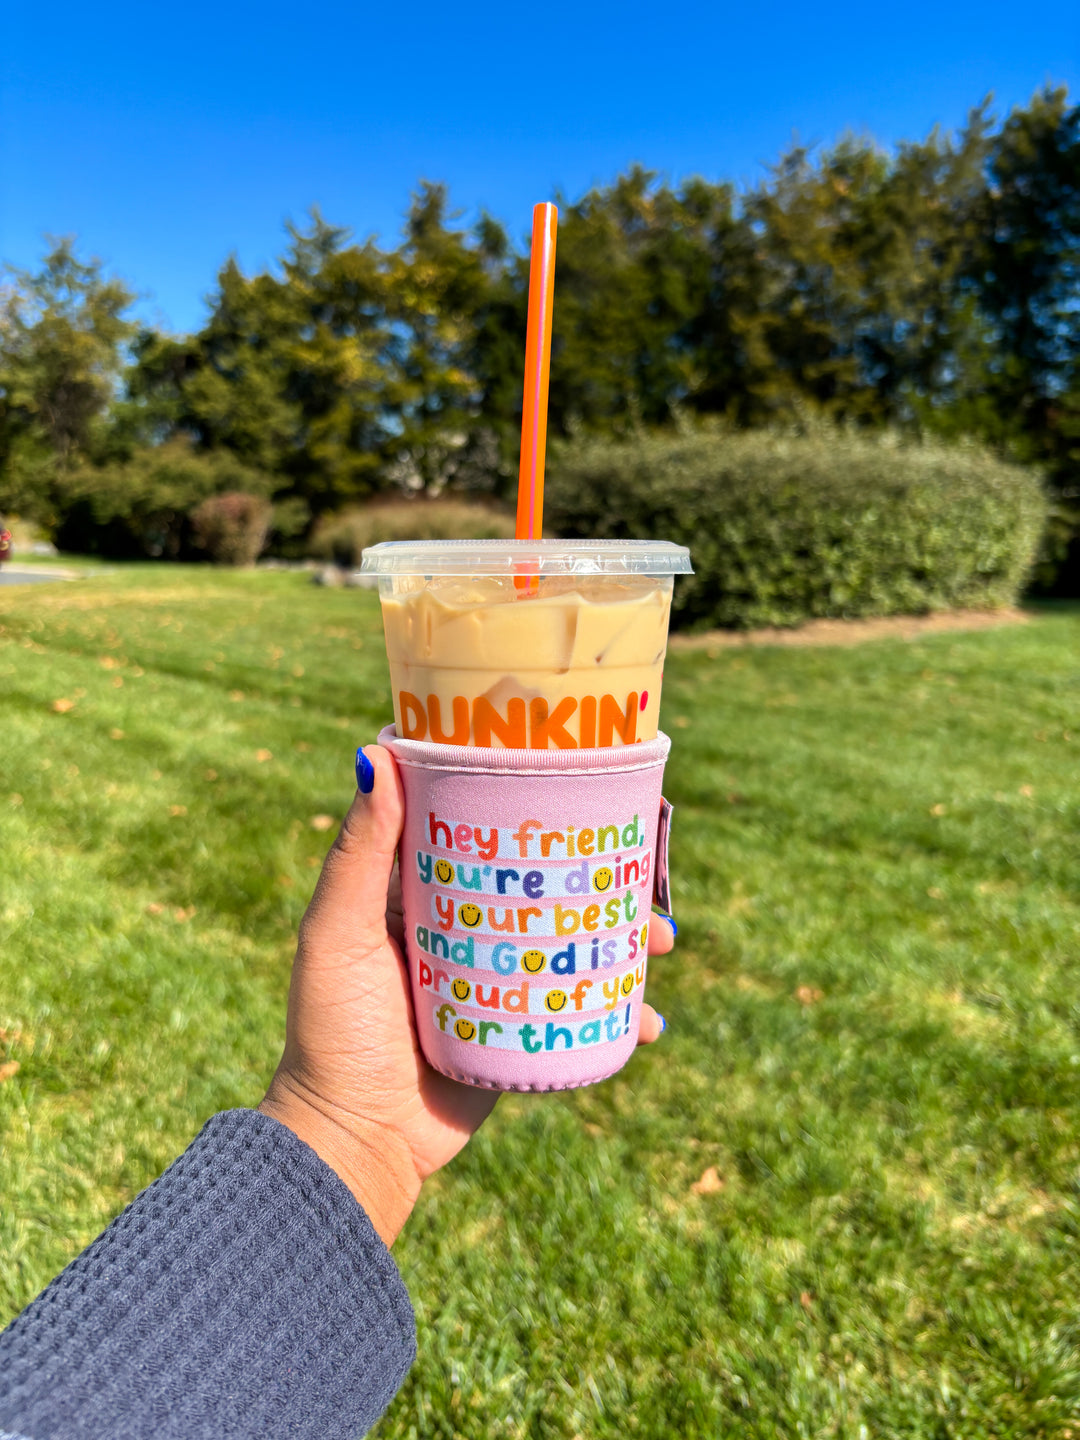 DUNKIN'
hey friend,
you're doing
your best
and God is so
proud of you
for that!